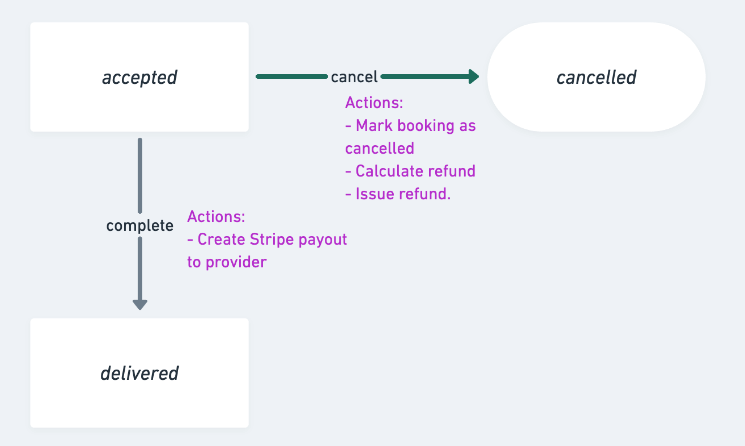 accepted
cancel
cancelled
Actions:
- Mark booking as
cancelled
- Calculate refund
- Issue refund.
complete
Actions:
- Create Stripe payout
to provider
delivered